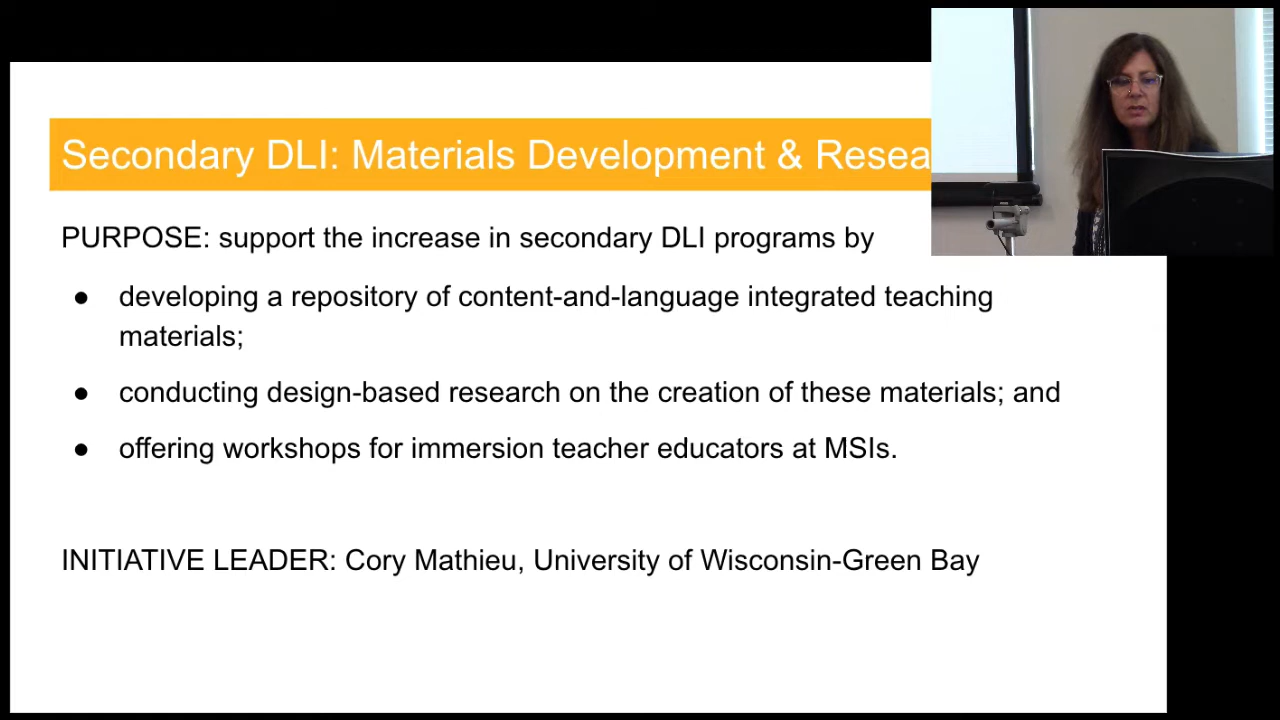 Secondary DLI: Materials Development & Resea
PURPOSE: support the increase in secondary DLI programs by
● developing a repository of content-and-language integrated teaching
materials;
● conducting design-based research on the creation of these materials; and
● offering workshops for immersion teacher educators at MSIs.
INITIATIVE LEADER: Cory Mathieu, University of Wisconsin-Green Bay